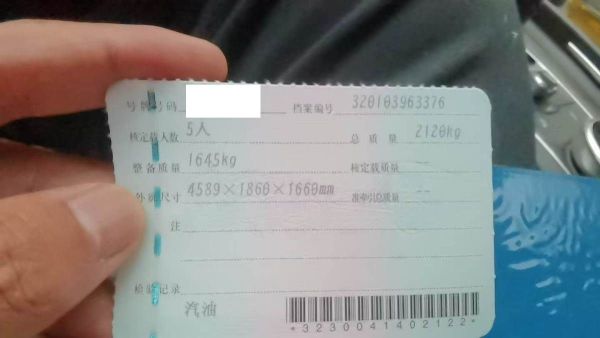 号牌号码 档案编号 320103963376
核定载人数 5人 总质量 2120kg
整备质量 1645kg 核定载质量 --
外廓尺寸 4589×1860×1660mm 准牵引总质量 --
备注
检验记录
汽油
*3230041402122*